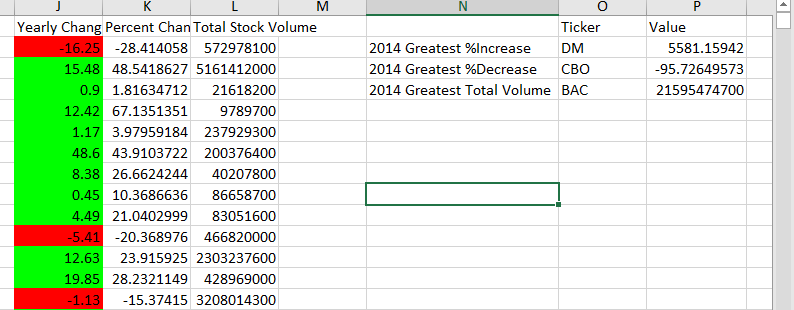 J K L M N O P
Yearly Chang Percent Chan Total Stock Volume Ticker Value
-16.25 -28.414058 572978100 2014 Greatest %Increase DM 5581.15942
15.48 48.5418627 5161412000 2014 Greatest %Decrease CBO -95.72649573
0.9 1.81634712 21618200 2014 Greatest Total Volume BAC 21595474700
12.42 67.1351351 9789700
1.17 3.97959184 237929300
48.6 43.9103722 200376400
8.38 26.6624244 40207800
0.45 10.3686636 86658700
4.49 21.0402999 83051600
-5.41 -20.368976 466820000
12.63 23.915925 2303237600
19.85 28.2321149 428969000
-1.13 -15.37415 3208014300